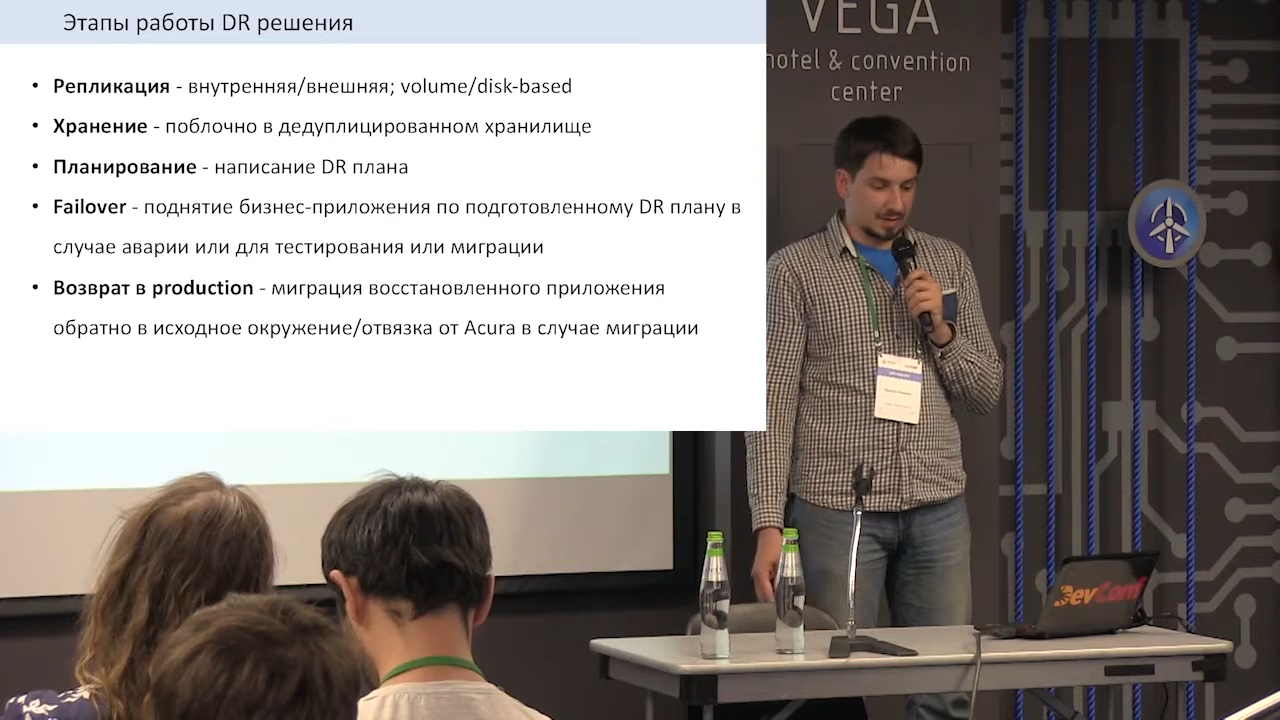 Этапы работы DR решения
• Репликация - внутренняя/внешняя; volume/disk-based
• Хранение - поблочно в дедуплицированном хранилище
• Планирование - написание DR плана
• Failover - поднятие бизнес-приложения по подготовленному DR плану в
случае аварии или для тестирования или миграции
• Возврат в production - миграция восстановленного приложения
обратно в исходное окружение/отвязка от Acura в случае миграции
VEGA
hotel & convention
center
DevConf